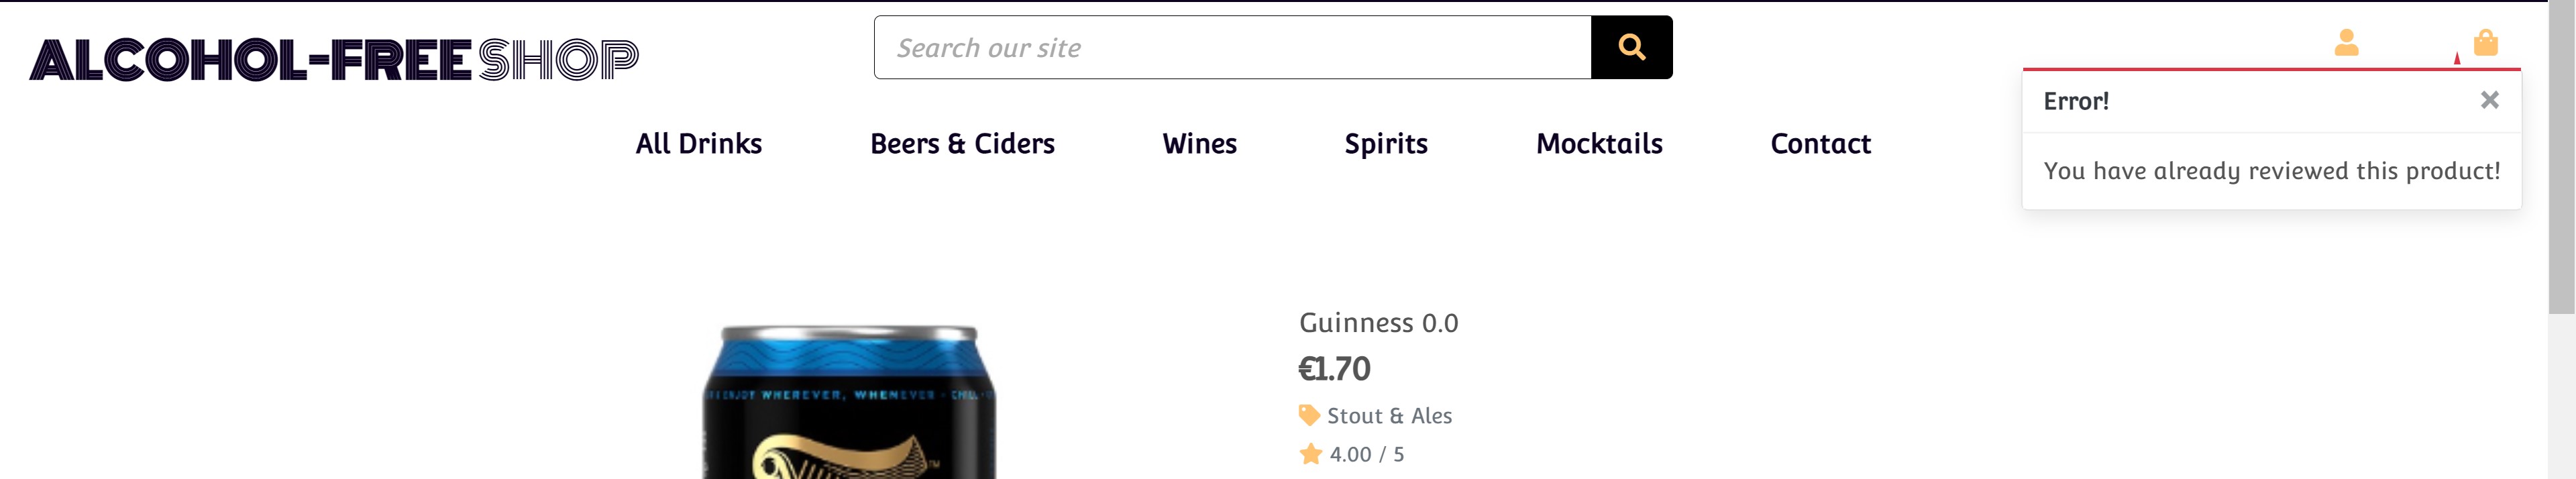 ALCOHOL-FREE SHOP
Search our site
Error!
You have already reviewed this product!
All Drinks
Beers & Ciders
Wines
Spirits
Mocktails
Contact
ENJOY WHEREVER, WHENEVER · CHILL
Guinness 0.0
€1.70
Stout & Ales
4.00 / 5